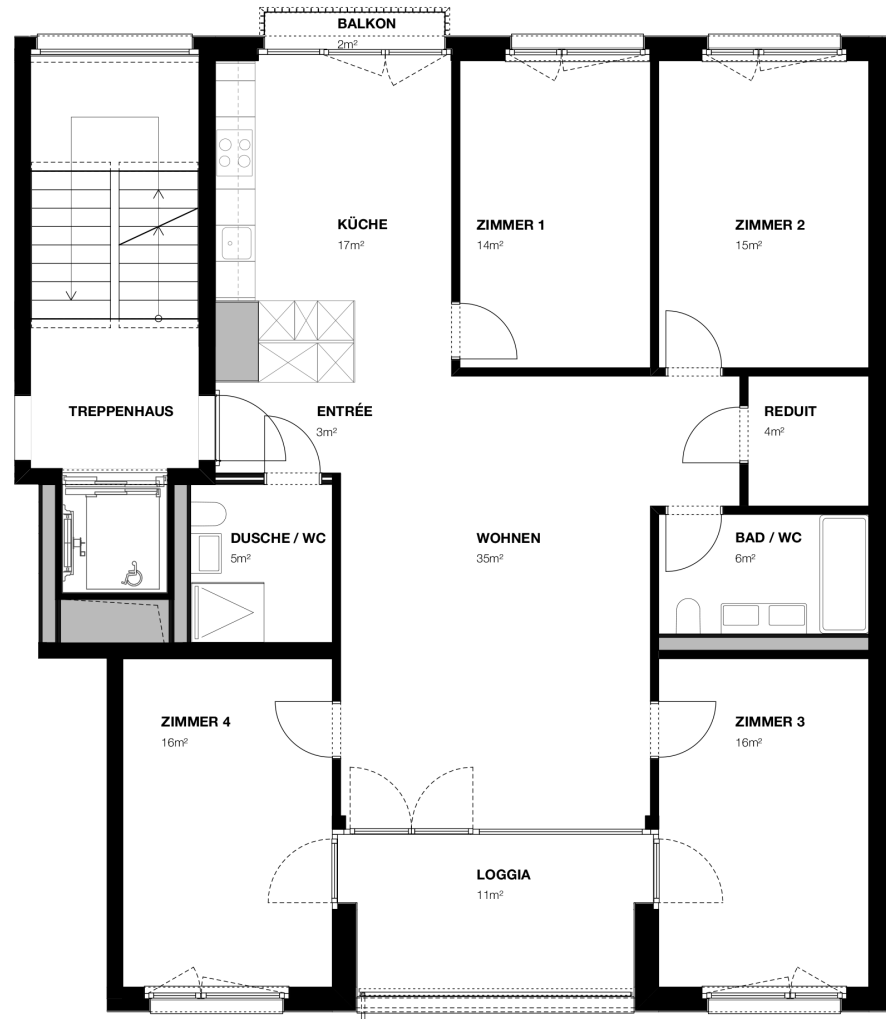 BALKON
2m²
KÜCHE
17m²
ZIMMER 1
14m²
ZIMMER 2
15m²
TREPPENHAUS
ENTRÉE
3m²
REDUIT
4m²
DUSCHE / WC
5m²
WOHNEN
35m²
BAD / WC
6m²
ZIMMER 4
16m²
ZIMMER 3
16m²
LOGGIA
11m²